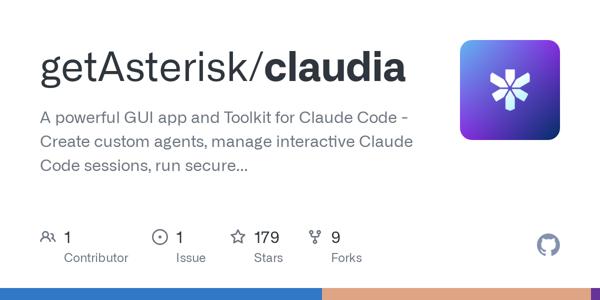 getAsterisk/claudia
A powerful GUI app and Toolkit for Claude Code -
Create custom agents, manage interactive Claude
Code sessions, run secure...
1 1 179 9
Contributor Issue Stars Forks